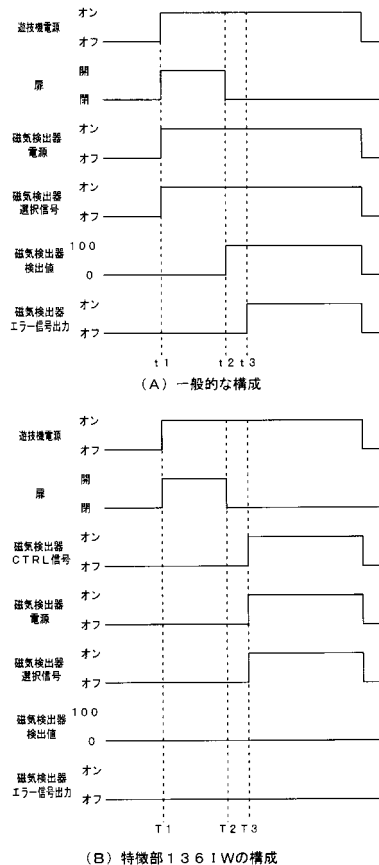 遊技機電源
オン
オフ
扉
開
閉
磁気検出器
電源
オン
オフ
磁気検出器
選択信号
オン
オフ
磁気検出器
検出値
100
0
磁気検出器
エラー信号出力
オン
オフ
t1
t2
t3
(A) 一般的な構成
遊技機電源
オン
オフ
扉
開
閉
磁気検出器
CTRL信号
オン
オフ
磁気検出器
電源
オン
オフ
磁気検出器
選択信号
オン
オフ
磁気検出器
検出値
100
0
磁気検出器
エラー信号出力
オン
オフ
T1
T2
T3
(B) 特徴部136IWの構成